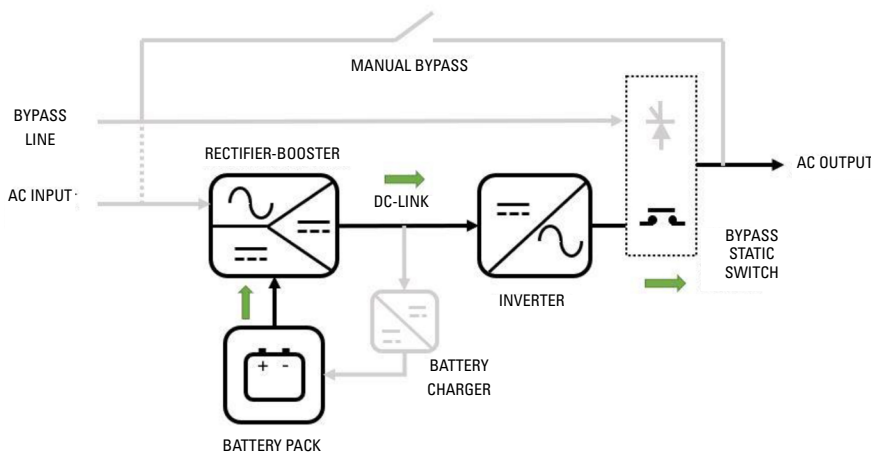 MANUAL BYPASS
BYPASS
LINE
RECTIFIER-BOOSTER
AC OUTPUT
AC INPUT
DC-LINK
BYPASS
STATIC
SWITCH
INVERTER
BATTERY
CHARGER
+ -
BATTERY PACK